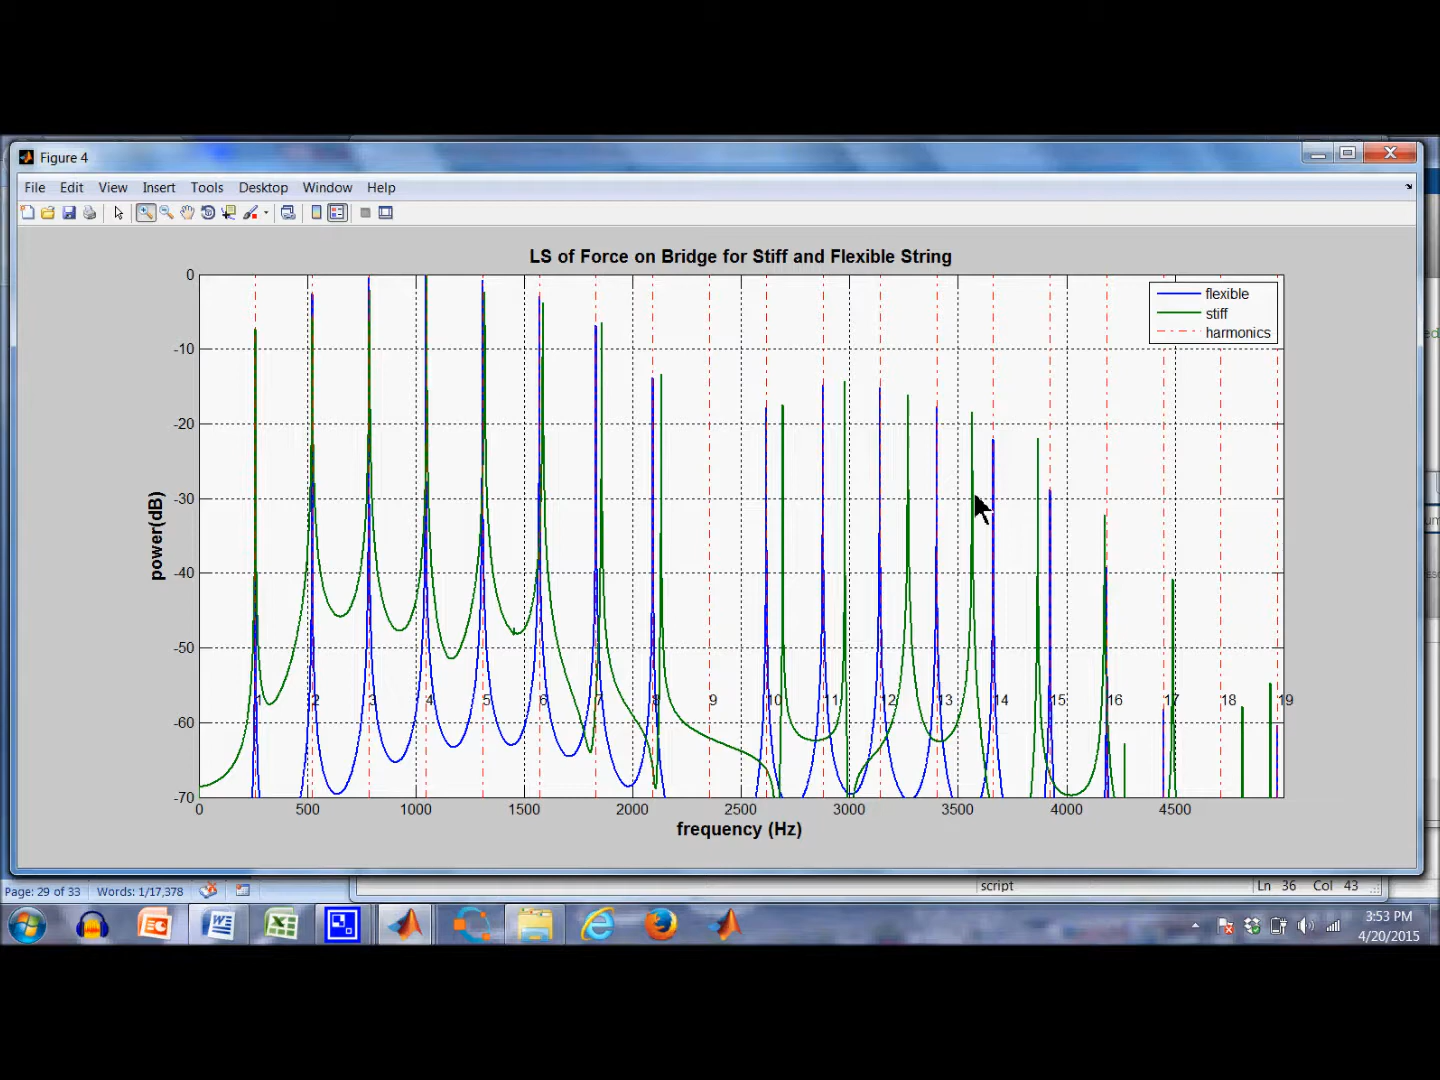 Figure 4
File Edit View Insert Tools Desktop Window Help
LS of Force on Bridge for Stiff and Flexible String
flexible
stiff
harmonics
power(dB)
0
-10
-20
-30
-40
-50
-60
-70
1 2 3 4 5 6 7 8 9 10 11 12 13 14 15 16 17 18 19
0 500 1000 1500 2000 2500 3000 3500 4000 4500
frequency (Hz)
Page: 29 of 33 Words: 1/17,378
script Ln 36 Col 43
3:53 PM
4/20/2015